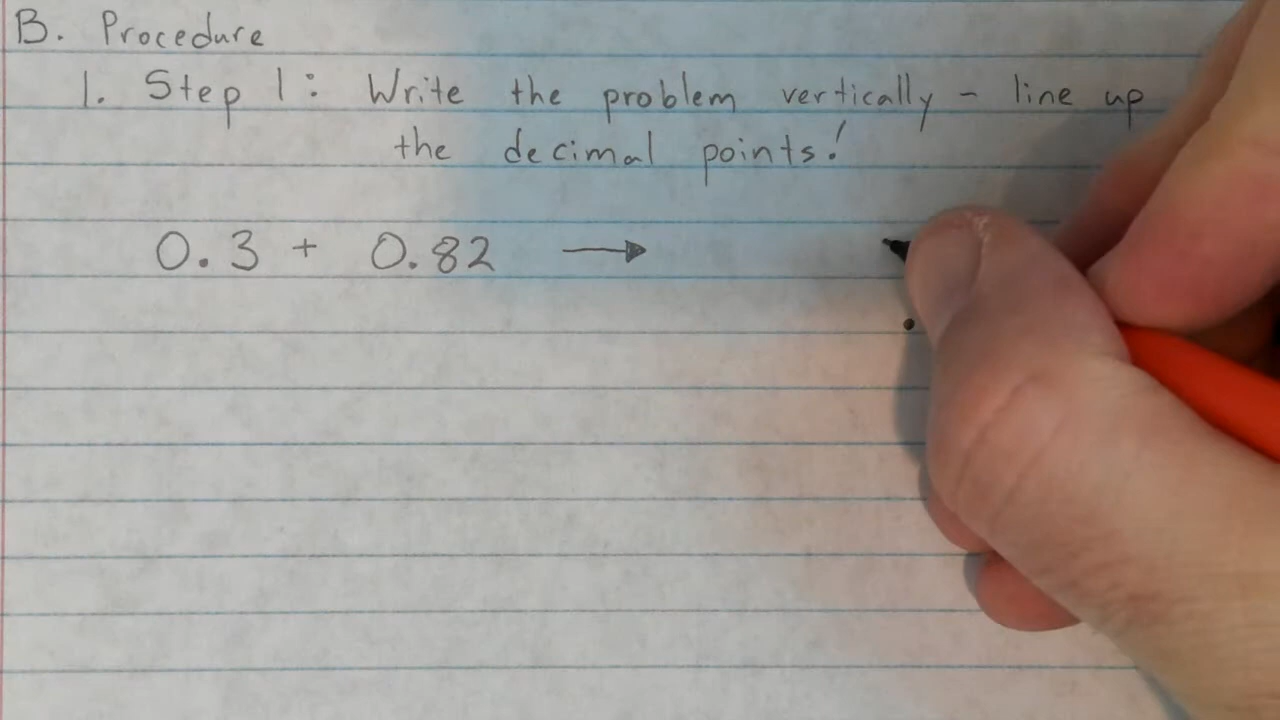 B. Procedure
1. Step 1: Write the problem vertically - line up
the decimal points!
0.3 + 0.82 →
.